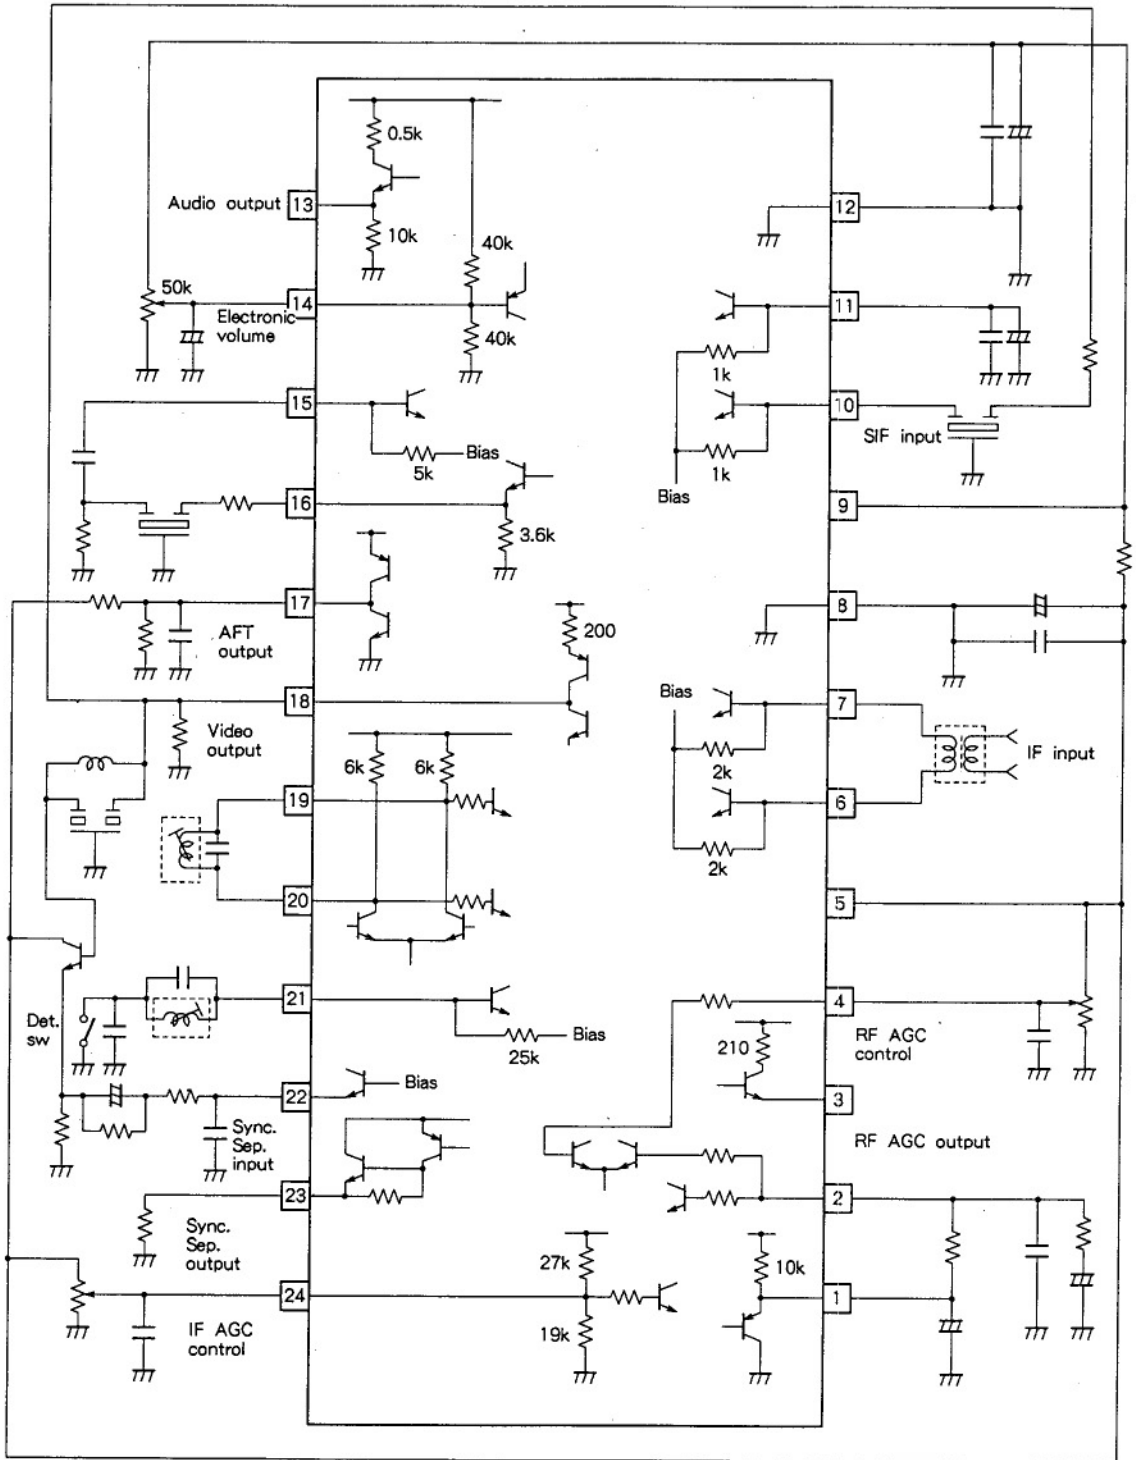 0.5k
Audio output
13
12
10k
40k
50k
14
11
Electronic
volume
40k
1k
15
10
SIF input
Bias
5k
1k
16
Bias
9
3.6k
17
8
AFT
output
200
18
Bias
7
Video
output
IF input
6k
6k
2k
19
6
2k
20
5
21
4
Det.
sw
Bias
25k
210
RF AGC
control
22
Bias
3
Sync.
Sep.
input
RF AGC output
23
2
Sync.
Sep.
output
27k
10k
24
1
IF AGC
control
19k